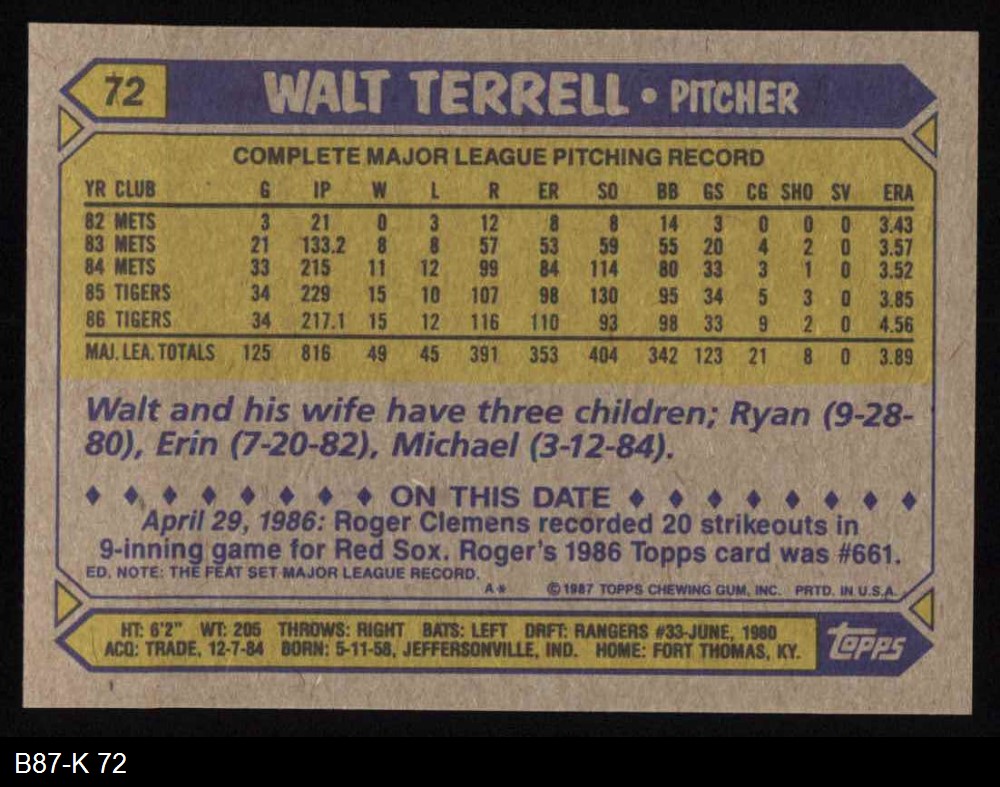 72 WALT TERRELL • PITCHER
COMPLETE MAJOR LEAGUE PITCHING RECORD
YR CLUB G IP W L R ER SO BB GS CG SHO SV ERA
82 METS 3 21 0 3 12 8 8 14 3 0 0 0 3.43
83 METS 21 133.2 8 8 57 53 59 55 20 4 2 0 3.57
84 METS 33 215 11 12 99 84 114 80 33 3 1 0 3.52
85 TIGERS 34 229 15 10 107 98 130 95 34 5 3 0 3.85
86 TIGERS 34 217.1 15 12 116 110 93 98 33 9 2 0 4.56
MAJ. LEA. TOTALS 125 816 49 45 391 353 404 342 123 21 8 0 3.89
Walt and his wife have three children; Ryan (9-28-
80), Erin (7-20-82), Michael (3-12-84).
♦ ♦ ♦ ♦ ♦ ♦ ♦ ♦ ON THIS DATE ♦ ♦ ♦ ♦ ♦ ♦ ♦ ♦
April 29, 1986: Roger Clemens recorded 20 strikeouts in
9-inning game for Red Sox. Roger's 1986 Topps card was #661.
ED. NOTE: THE FEAT SET MAJOR LEAGUE RECORD.
A* © 1987 TOPPS CHEWING GUM, INC. PRTD. IN U.S.A.
HT: 6'2" WT: 205 THROWS: RIGHT BATS: LEFT DRFT: RANGERS #33-JUNE, 1980
ACQ: TRADE, 12-7-84 BORN: 5-11-58, JEFFERSONVILLE, IND. HOME: FORT THOMAS, KY.
topps
B87-K 72